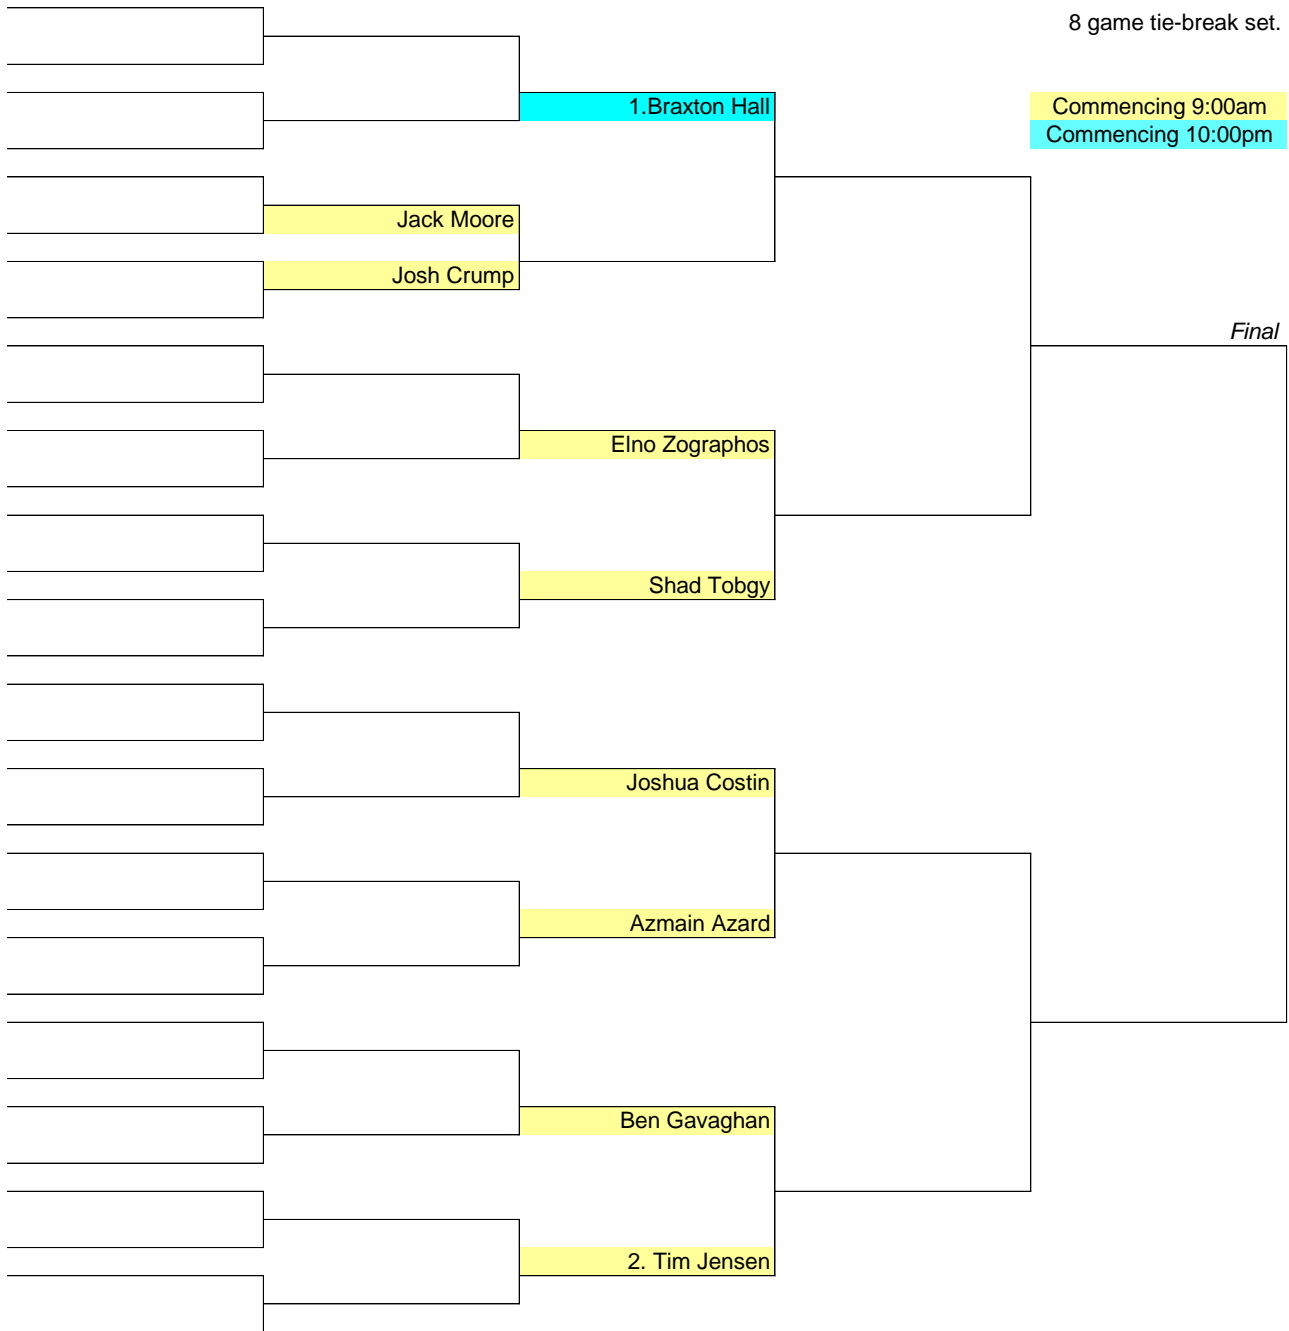 8 game tie-break set.
1.Braxton Hall
Commencing 9:00am
Commencing 10:00pm
Jack Moore
Josh Crump
Final
Elno Zographos
Shad Tobgy
Joshua Costin
Azmain Azard
Ben Gavaghan
2. Tim Jensen